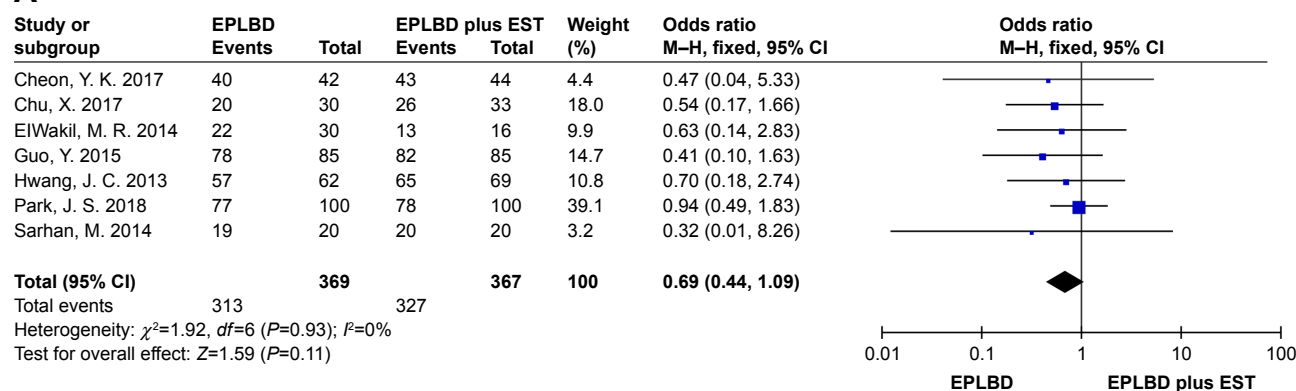 Study or EPLBD EPLBD plus EST Weight Odds ratio Odds ratio
subgroup Events Total Events Total (%) M–H, fixed, 95% CI M–H, fixed, 95% CI
Cheon, Y. K. 2017 40 42 43 44 4.4 0.47 (0.04, 5.33)
Chu, X. 2017 20 30 26 33 18.0 0.54 (0.17, 1.66)
ElWakil, M. R. 2014 22 30 13 16 9.9 0.63 (0.14, 2.83)
Guo, Y. 2015 78 85 82 85 14.7 0.41 (0.10, 1.63)
Hwang, J. C. 2013 57 62 65 69 10.8 0.70 (0.18, 2.74)
Park, J. S. 2018 77 100 78 100 39.1 0.94 (0.49, 1.83)
Sarhan, M. 2014 19 20 20 20 3.2 0.32 (0.01, 8.26)
Total (95% CI) 369 367 100 0.69 (0.44, 1.09)
Total events 313 327
Heterogeneity: χ²=1.92, df=6 (P=0.93); I²=0%
Test for overall effect: Z=1.59 (P=0.11)
0.01 0.1 1 10 100
EPLBD EPLBD plus EST